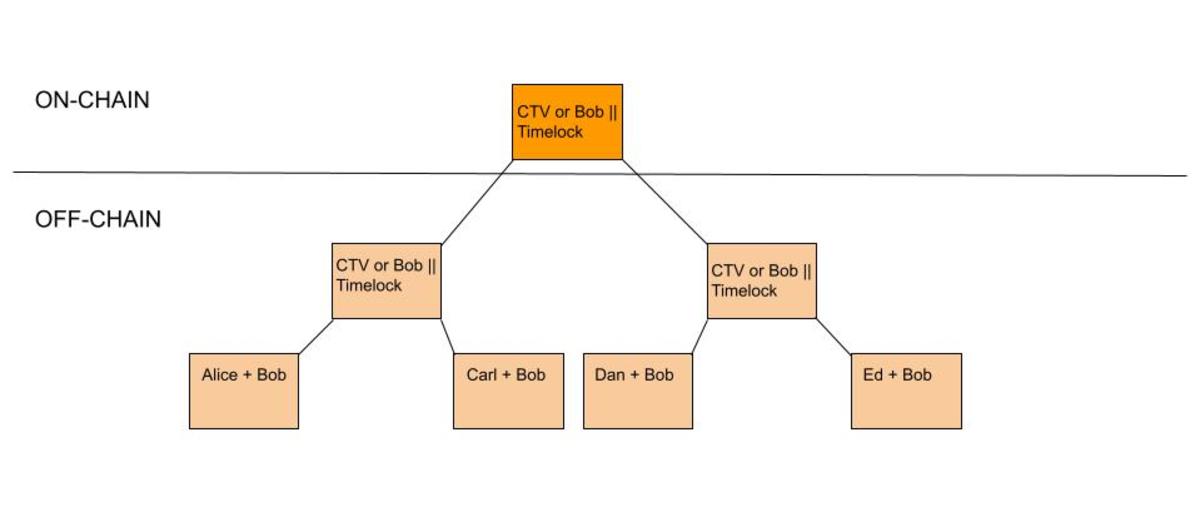 ON-CHAIN
CTV or Bob ||
Timelock
OFF-CHAIN
CTV or Bob ||
Timelock
CTV or Bob ||
Timelock
Alice + Bob
Carl + Bob
Dan + Bob
Ed + Bob